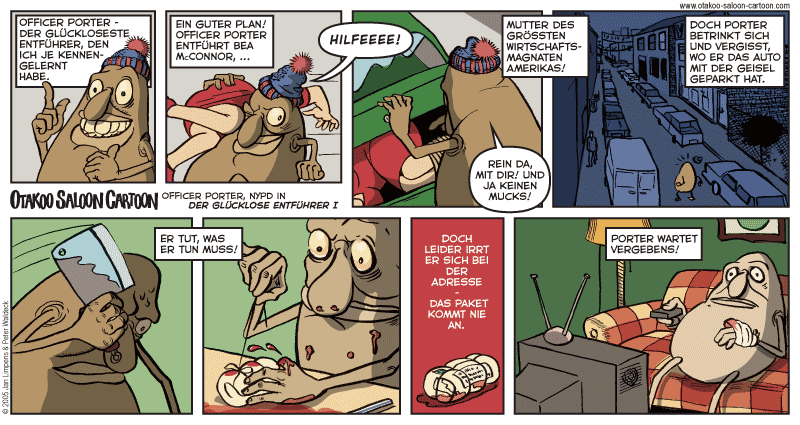 www.otakoo-saloon-cartoon.com
OFFICER PORTER -
DER GLÜCKLOSESTE
ENTFÜHRER, DEN
ICH JE KENNEN-
GELERNT
HABE.
EIN GUTER PLAN!
OFFICER PORTER
ENTFÜHRT BEA
McCONNOR, ...
HILFEEEE!
MUTTER DES
GRÖSSTEN
WIRTSCHAFTS-
MAGNATEN
AMERIKAS!
REIN DA,
MIT DIR! UND
JA KEINEN
MUCKS!
DOCH PORTER
BETRINKT SICH
UND VERGISST,
WO ER DAS AUTO
MIT DER GEISEL
GEPARKT HAT.
OTAKOO SALOON CARTOON
OFFICER PORTER, NYPD IN
DER GLÜCKLOSE ENTFÜHRER I
ER TUT, WAS
ER TUN MUSS!
DOCH
LEIDER IRRT
ER SICH BEI
DER
ADRESSE
-
DAS PAKET
KOMMT NIE
AN.
PORTER WARTET
VERGEBENS!
© 2005 Jan Limpens & Peter Waldeck